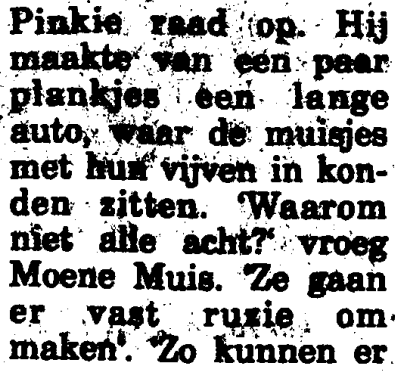 Pinkie raad op. Hij
maakte van een paar
plankjes een lange
auto, waar de muisjes
met hun vijven in kon-
den zitten. ‘Waarom
niet alle acht?‘ vroeg
Moene Muis. ‘Ze gaan
er vast ruzie om
maken‘. ‘Zo kunnen er